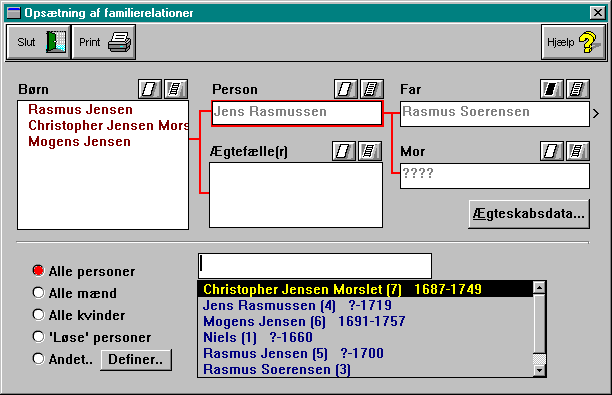 Opsætning af familierelationer
Slut
Print
Hjælp
Børn
Rasmus Jensen
Christopher Jensen Mors
Mogens Jensen
Person
Jens Rasmussen
Far
Rasmus Soerensen
Ægtefælle(r)
Mor
????
Ægteskabsdata...
Alle personer
Alle mænd
Alle kvinder
'Løse' personer
Andet..
Definer..
Christopher Jensen Morslet (7) 1687-1749
Jens Rasmussen (4) ?-1719
Mogens Jensen (6) 1691-1757
Niels (1) ?-1660
Rasmus Jensen (5) ?-1700
Rasmus Soerensen (3)